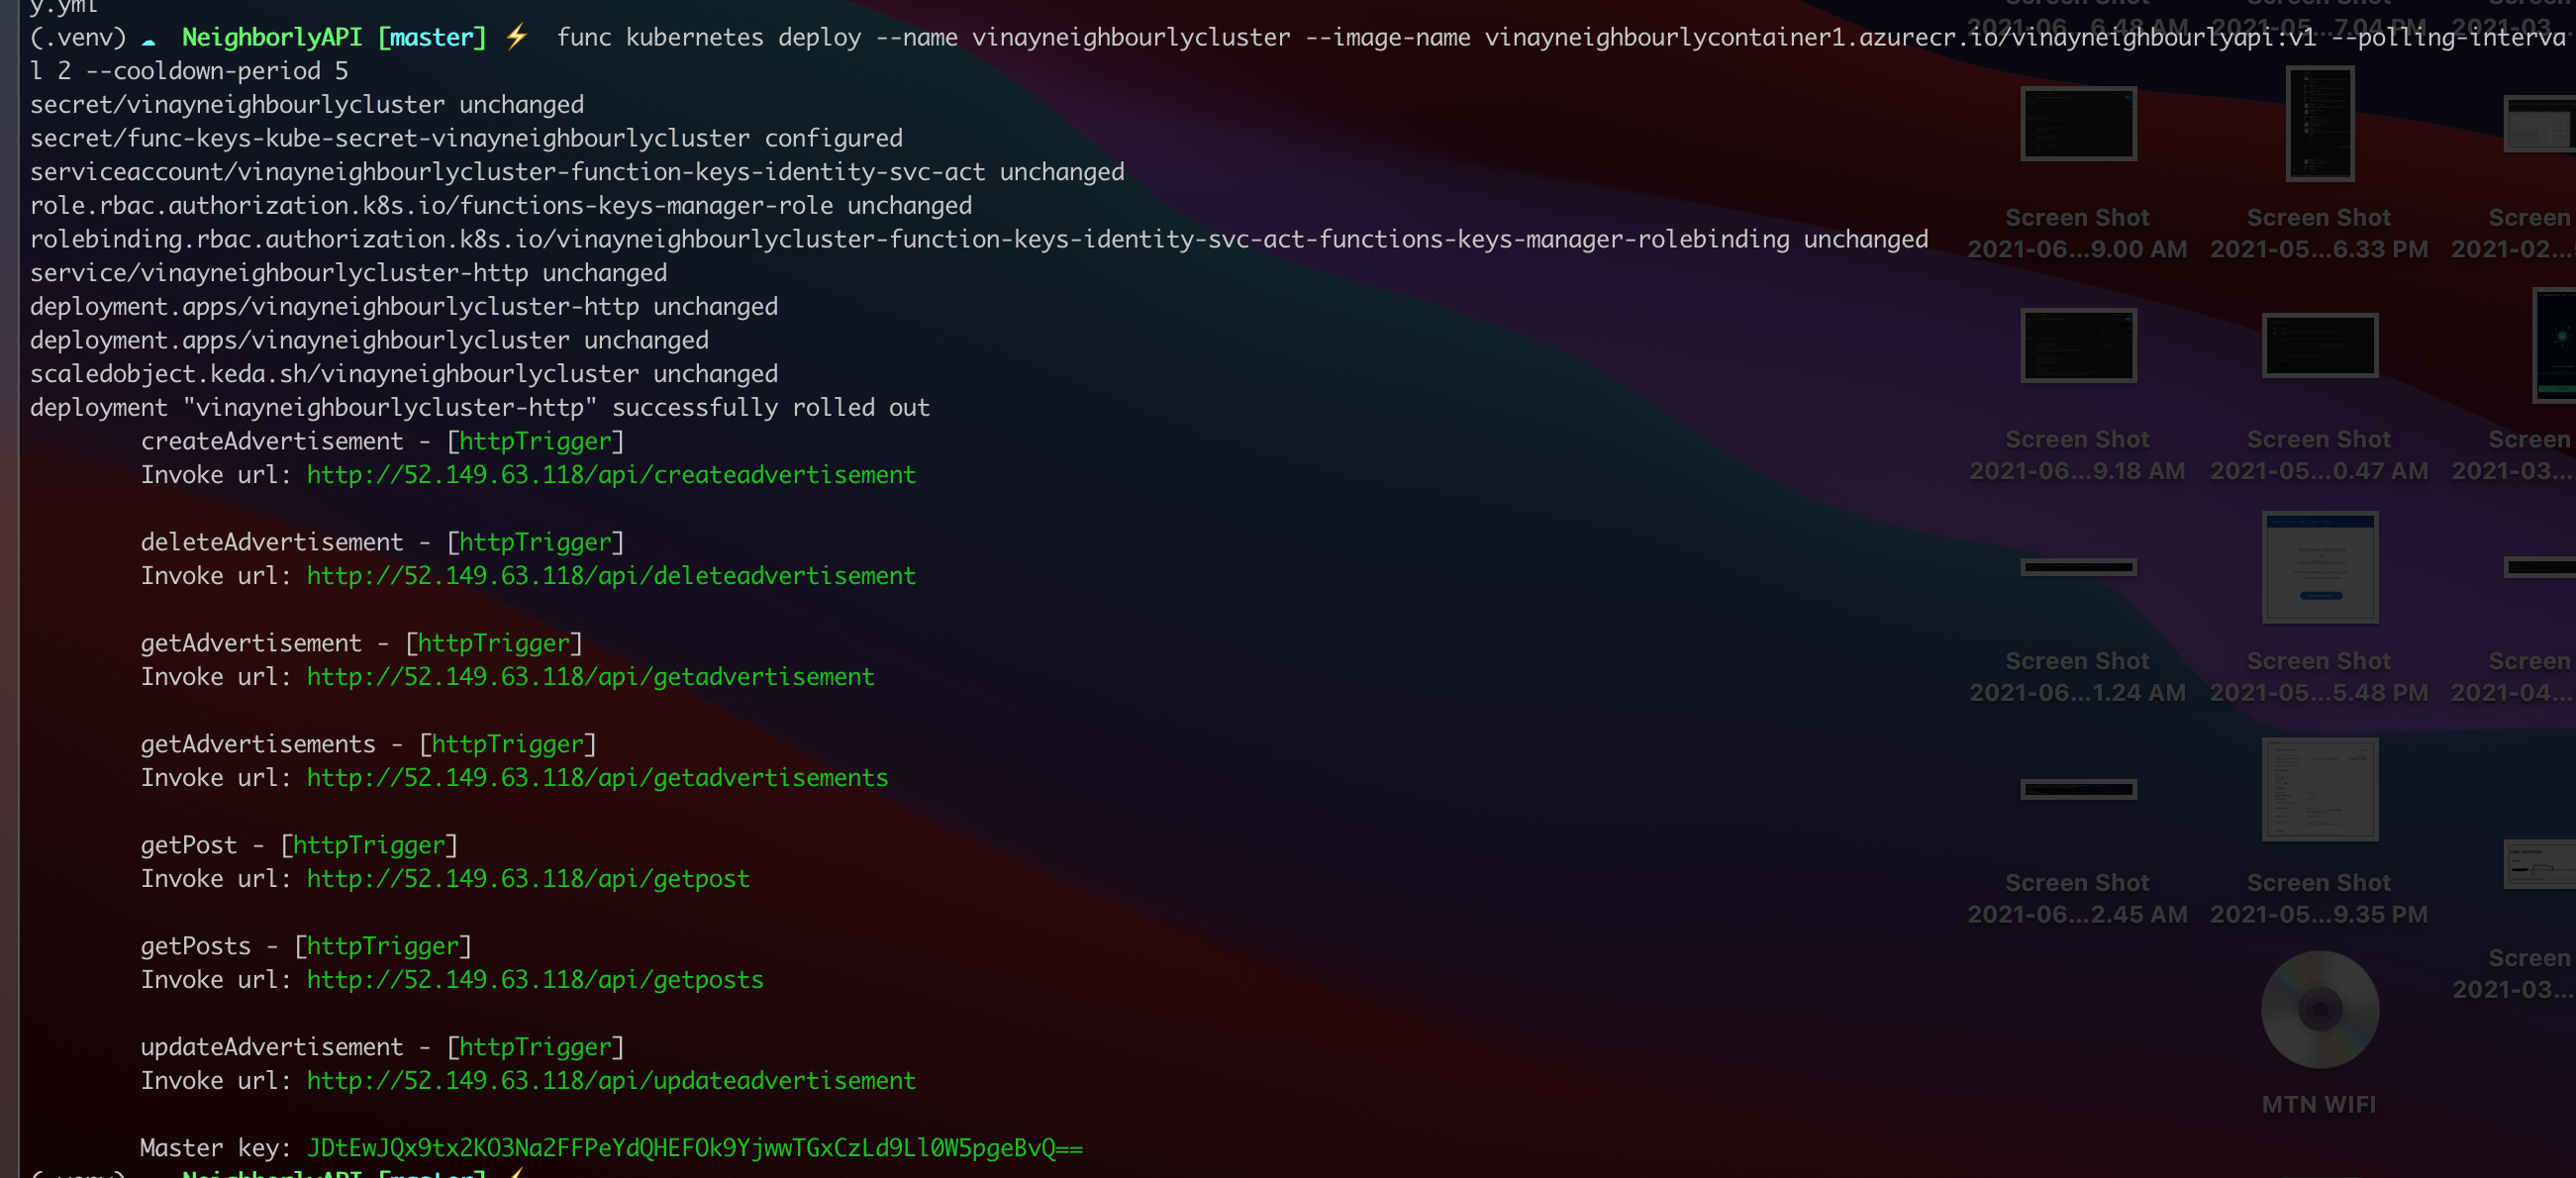 y.yml
(.venv) ☁ NeighborlyAPI [master] ⚡ func kubernetes deploy --name vinayneighbourlycluster --image-name vinayneighbourlycontainer1.azurecr.io/vinayneighbourlyapi:v1 --polling-interva
l 2 --cooldown-period 5
secret/vinayneighbourlycluster unchanged
secret/func-keys-kube-secret-vinayneighbourlycluster configured
serviceaccount/vinayneighbourlycluster-function-keys-identity-svc-act unchanged
role.rbac.authorization.k8s.io/functions-keys-manager-role unchanged
rolebinding.rbac.authorization.k8s.io/vinayneighbourlycluster-function-keys-identity-svc-act-functions-keys-manager-rolebinding unchanged
service/vinayneighbourlycluster-http unchanged
deployment.apps/vinayneighbourlycluster-http unchanged
deployment.apps/vinayneighbourlycluster unchanged
scaledobject.keda.sh/vinayneighbourlycluster unchanged
deployment "vinayneighbourlycluster-http" successfully rolled out
createAdvertisement - [httpTrigger]
Invoke url: http://52.149.63.118/api/createadvertisement
deleteAdvertisement - [httpTrigger]
Invoke url: http://52.149.63.118/api/deleteadvertisement
getAdvertisement - [httpTrigger]
Invoke url: http://52.149.63.118/api/getadvertisement
getAdvertisements - [httpTrigger]
Invoke url: http://52.149.63.118/api/getadvertisements
getPost - [httpTrigger]
Invoke url: http://52.149.63.118/api/getpost
getPosts - [httpTrigger]
Invoke url: http://52.149.63.118/api/getposts
updateAdvertisement - [httpTrigger]
Invoke url: http://52.149.63.118/api/updateadvertisement
Master key: JDtEwJQx9tx2KO3Na2FFPeYdQHEFOk9YjwwTGxCzLd9Ll0W5pgeBvQ==
(.venv) NeighborlyAPI [master] ⚡
2021-06...6.48 AM 2021-05...7.04 PM 2021-03...
Screen Shot Screen Shot Screen
2021-06...9.00 AM 2021-05...6.33 PM 2021-02...
Screen Shot Screen Shot Screen
2021-06...9.18 AM 2021-05...0.47 AM 2021-03...
Screen Shot Screen Shot Screen
2021-06...1.24 AM 2021-05...5.48 PM 2021-04...
Screen Shot Screen Shot
2021-06...2.45 AM 2021-05...9.35 PM
Screen
2021-03...
MTN WIFI